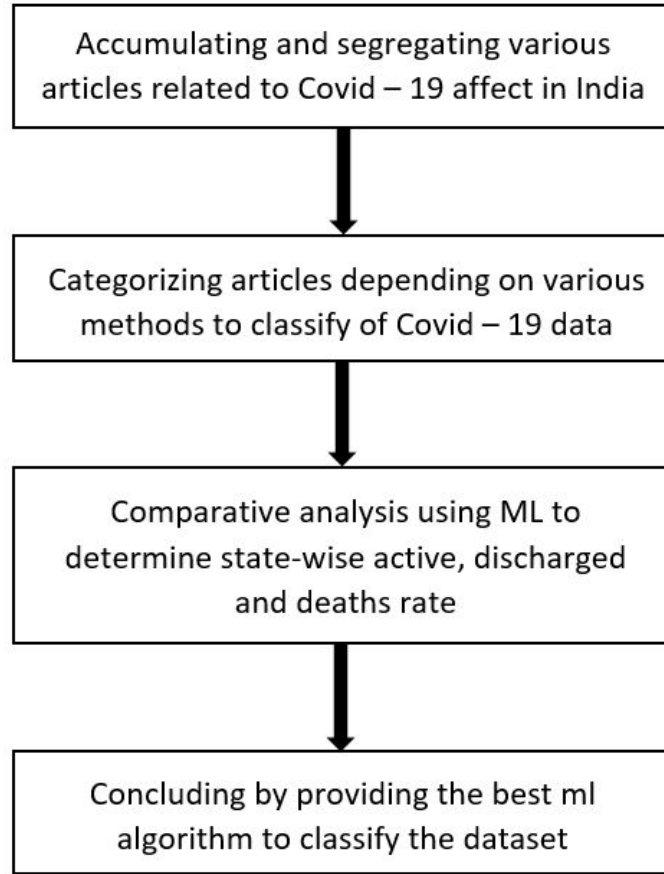 Accumulating and segregating various
articles related to Covid – 19 affect in India
Categorizing articles depending on various
methods to classify of Covid – 19 data
Comparative analysis using ML to
determine state-wise active, discharged
and deaths rate
Concluding by providing the best ml
algorithm to classify the dataset